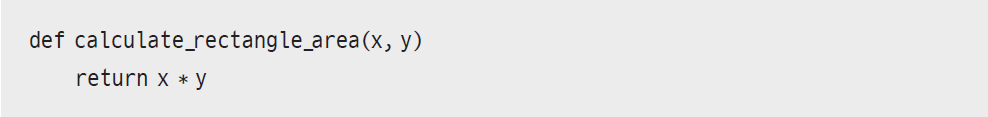 def calculate_rectangle_area(x, y)
    return x * y